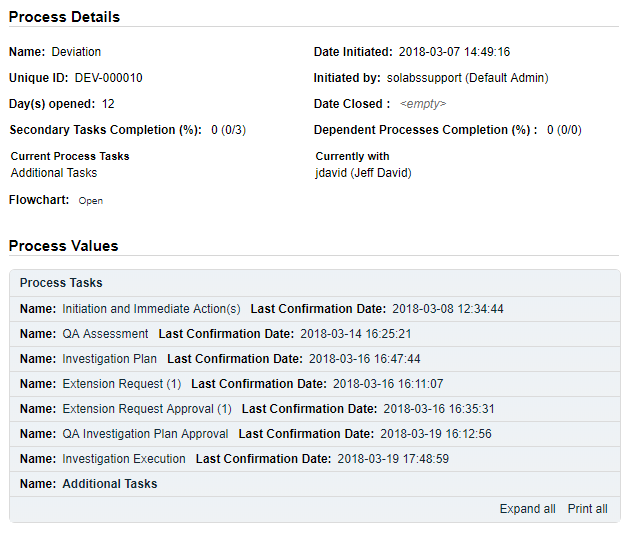 Process Details
Name: Deviation Date Initiated: 2018-03-07 14:49:16
Unique ID: DEV-000010 Initiated by: solabssupport (Default Admin)
Day(s) opened: 12 Date Closed : <empty>
Secondary Tasks Completion (%): 0 (0/3) Dependent Processes Completion (%) : 0 (0/0)
Current Process Tasks Currently with
Additional Tasks jdavid (Jeff David)
Flowchart: Open
Process Values
Process Tasks
Name: Initiation and Immediate Action(s) Last Confirmation Date: 2018-03-08 12:34:44
Name: QA Assessment Last Confirmation Date: 2018-03-14 16:25:21
Name: Investigation Plan Last Confirmation Date: 2018-03-16 16:47:44
Name: Extension Request (1) Last Confirmation Date: 2018-03-16 16:11:07
Name: Extension Request Approval (1) Last Confirmation Date: 2018-03-16 16:35:31
Name: QA Investigation Plan Approval Last Confirmation Date: 2018-03-19 16:12:56
Name: Investigation Execution Last Confirmation Date: 2018-03-19 17:48:59
Name: Additional Tasks
Expand all Print all